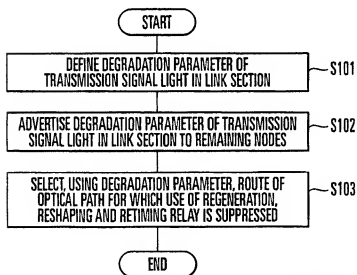 START
DEFINE DEGRADATION PARAMETER OF
TRANSMISSION SIGNAL LIGHT IN LINK SECTION
S101
ADVERTISE DEGRADATION PARAMETER OF TRANSMISSION
SIGNAL LIGHT IN LINK SECTION TO REMAINING NODES
S102
SELECT, USING DEGRADATION PARAMETER, ROUTE OF
OPTICAL PATH FOR WHICH USE OF REGENERATION,
RESHAPING AND RETIMING RELAY IS SUPPRESSED
S103
END